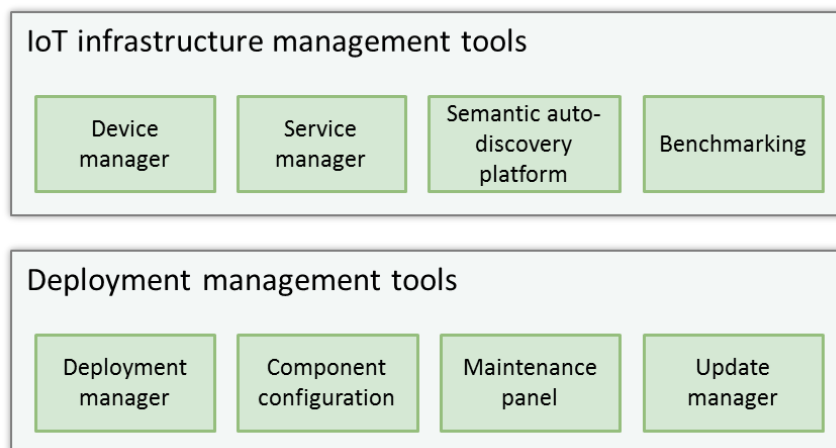 IoT infrastructure management tools
Device
manager
Service
manager
Semantic auto-
discovery
platform
Benchmarking
Deployment management tools
Deployment
manager
Component
configuration
Maintenance
panel
Update
manager